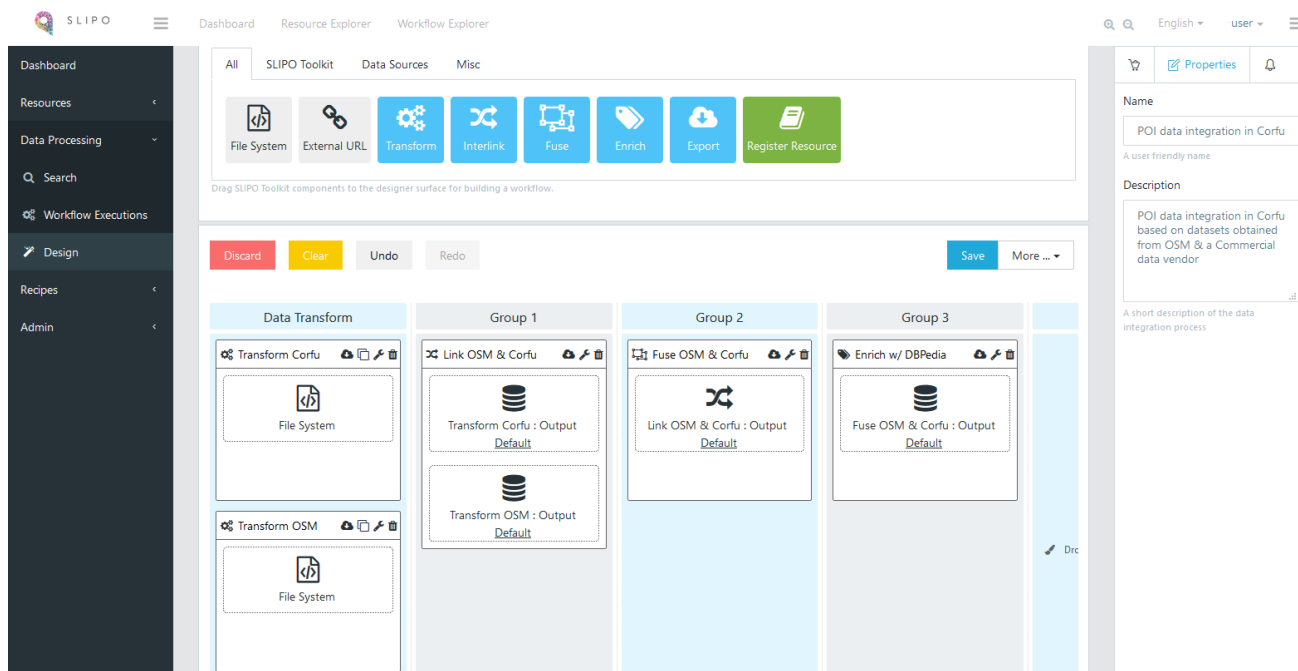 SLIPO
Dashboard Resource Explorer Workflow Explorer
English user
Dashboard
Resources
Data Processing
Search
Workflow Executions
Design
Recipes
Admin
All SLIPO Toolkit Data Sources Misc
File System External URL Transform Interlink Fuse Enrich Export Register Resource
Drag SLIPO Toolkit components to the designer surface for building a workflow.
Discard Clear Undo Redo Save More ...
Data Transform Group 1 Group 2 Group 3
Transform Corfu
File System
Transform OSM
File System
Link OSM & Corfu
Transform Corfu : Output
Default
Transform OSM : Output
Default
Fuse OSM & Corfu
Link OSM & Corfu : Output
Default
Enrich w/ DBPedia
Fuse OSM & Corfu : Output
Default
Properties
Name
POI data integration in Corfu
A user friendly name
Description
POI data integration in Corfu
based on datasets obtained
from OSM & a Commercial
data vendor
A short description of the data
integration process